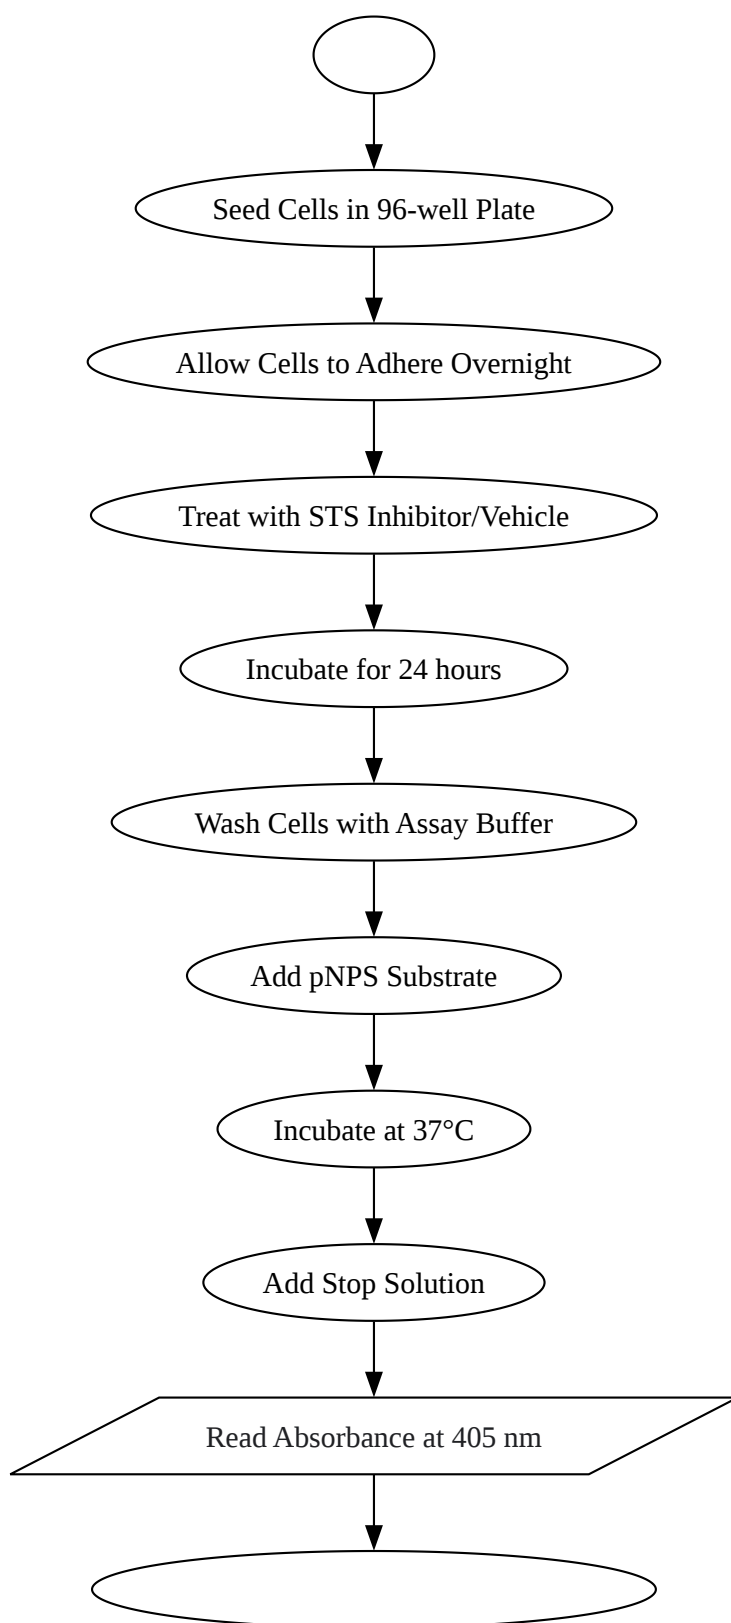 Seed Cells in 96-well Plate
Allow Cells to Adhere Overnight
Treat with STS Inhibitor/Vehicle
Incubate for 24 hours
Wash Cells with Assay Buffer
Add pNPS Substrate
Incubate at 37°C
Add Stop Solution
Read Absorbance at 405 nm